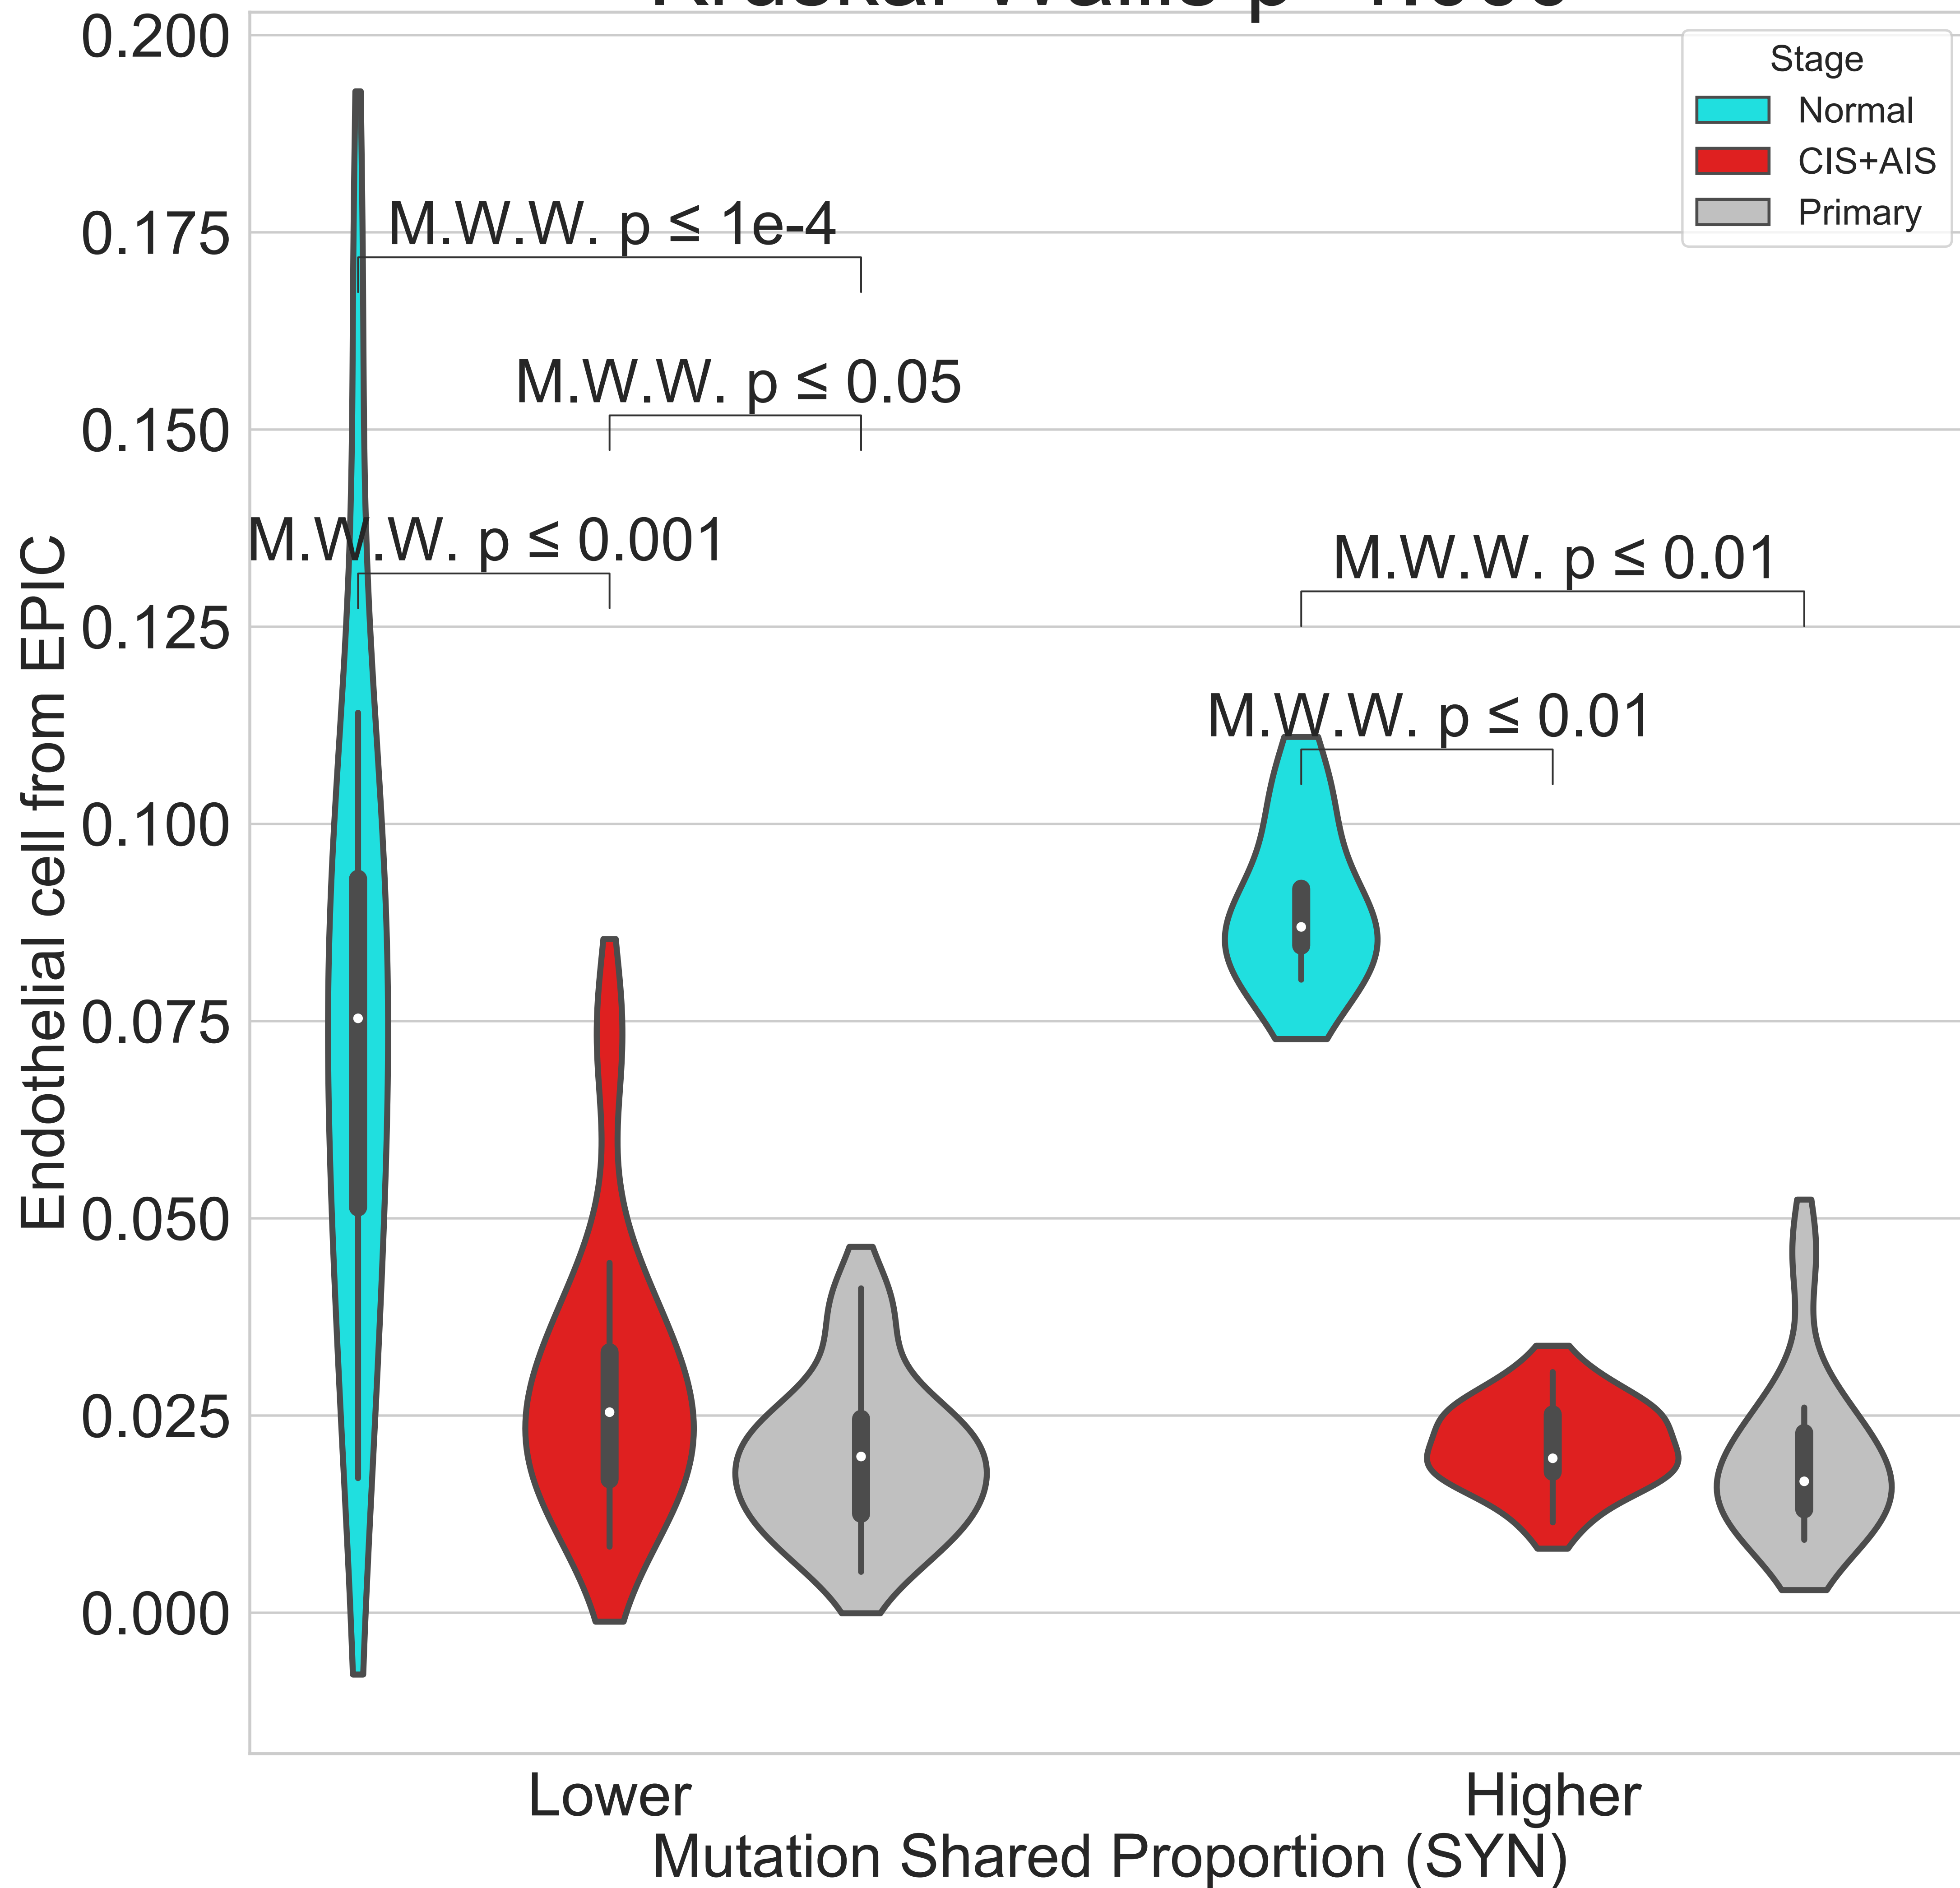 0.200
0.175
0.150
0.125
0.100
0.075
0.050
0.025
0.000
Endothelial cell from EPIC
Stage
Normal
CIS+AIS
Primary
M.W.W. p ≤ 1e-4
M.W.W. p ≤ 0.05
M.W.W. p ≤ 0.001
M.W.W. p ≤ 0.01
M.W.W. p ≤ 0.01
Lower
Higher
Mutation Shared Proportion (SYN)